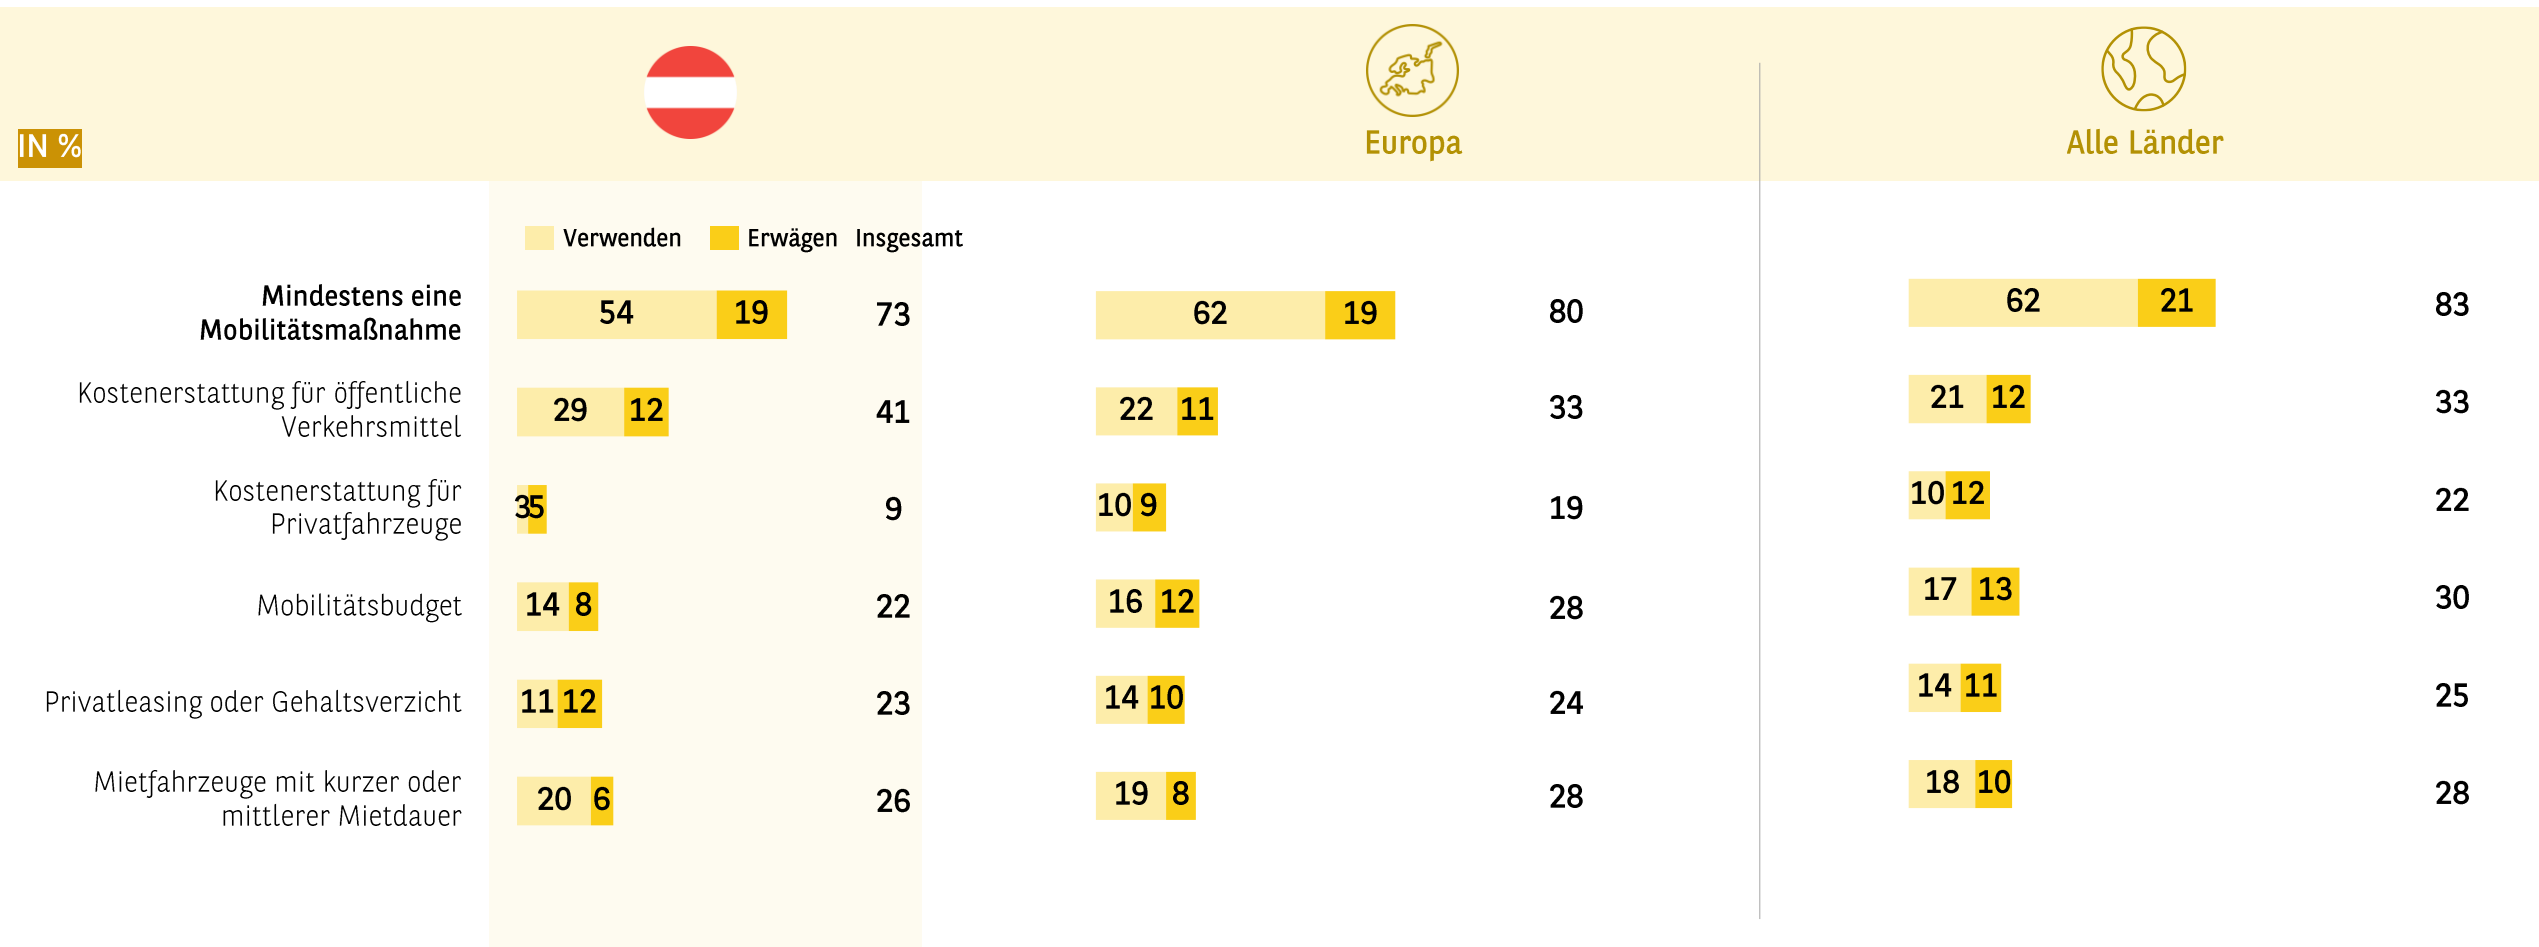 IN %
Europa
Alle Länder
Verwenden Erwägen Insgesamt
Mindestens eine
Mobilitätsmaßnahme
54 19 73 62 19 80 62 21 83
Kostenerstattung für öffentliche
Verkehrsmittel
29 12 41 22 11 33 21 12 33
Kostenerstattung für
Privatfahrzeuge
3 5 9 10 9 19 10 12 22
Mobilitätsbudget
14 8 22 16 12 28 17 13 30
Privatleasing oder Gehaltsverzicht
11 12 23 14 10 24 14 11 25
Mietfahrzeuge mit kurzer oder
mittlerer Mietdauer
20 6 26 19 8 28 18 10 28